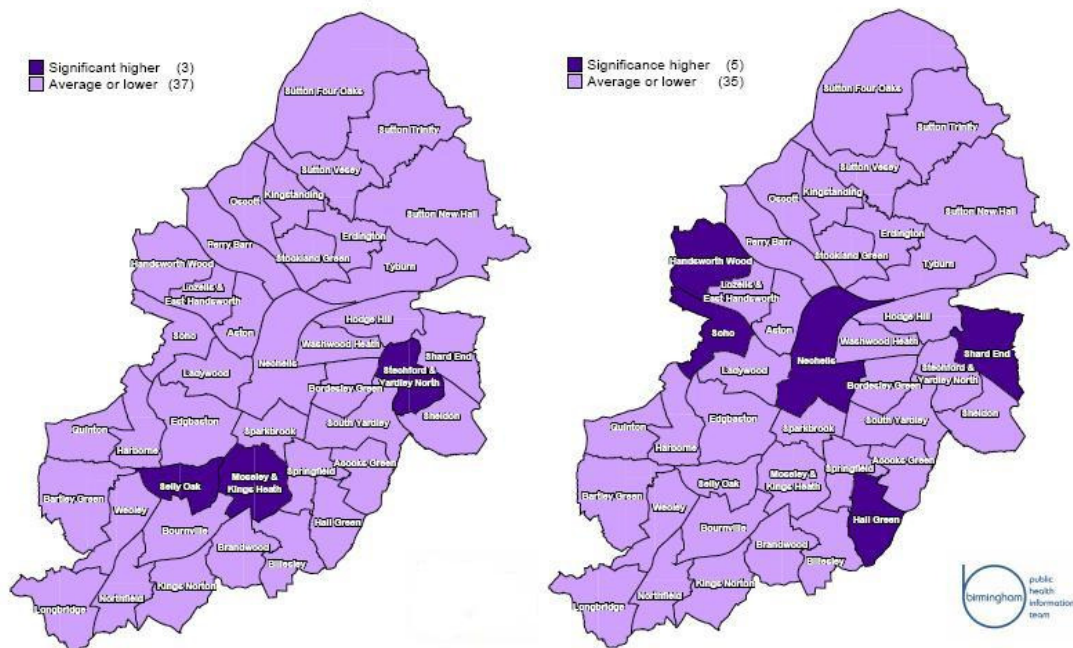 Significant higher (3)
Average or lower (37)
Sutton Four Oaks
Sutton Trinity
Sutton Vesey
Oscott
Kingstanding
Sutton New Hall
Erdington
Perry Barr
Stockland Green
Handsworth Wood
Tyburn
Lozells &
East Handsworth
Hodge Hill
Soho
Aston
Washwood Heath
Shard End
Nechells
Stechford &
Yardley North
Ladywood
Bordesley Green
Sheldon
Edgbaston
Quinton
Sparkbrook
South Yardley
Harborne
Acocks Green
Springfield
Moseley &
Kings Heath
Selly Oak
Bartley Green
Weoley
Hall Green
Bournville
Brandwood
Billesley
Kings Norton
Northfield
Longbridge
Significance higher (5)
Average or lower (35)
Sutton Four Oaks
Sutton Trinity
Sutton Vesey
Oscott
Kingstanding
Sutton New Hall
Erdington
Perry Barr
Stockland Green
Handsworth Wood
Tyburn
Lozells &
East Handsworth
Hodge Hill
Soho
Aston
Washwood Heath
Shard End
Nechells
Stechford &
Yardley North
Ladywood
Bordesley Green
Sheldon
Edgbaston
Quinton
Sparkbrook
South Yardley
Harborne
Acocks Green
Springfield
Moseley &
Kings Heath
Selly Oak
Bartley Green
Weoley
Hall Green
Bournville
Brandwood
Billesley
Kings Norton
Northfield
Longbridge
birmingham
public
health
information
team